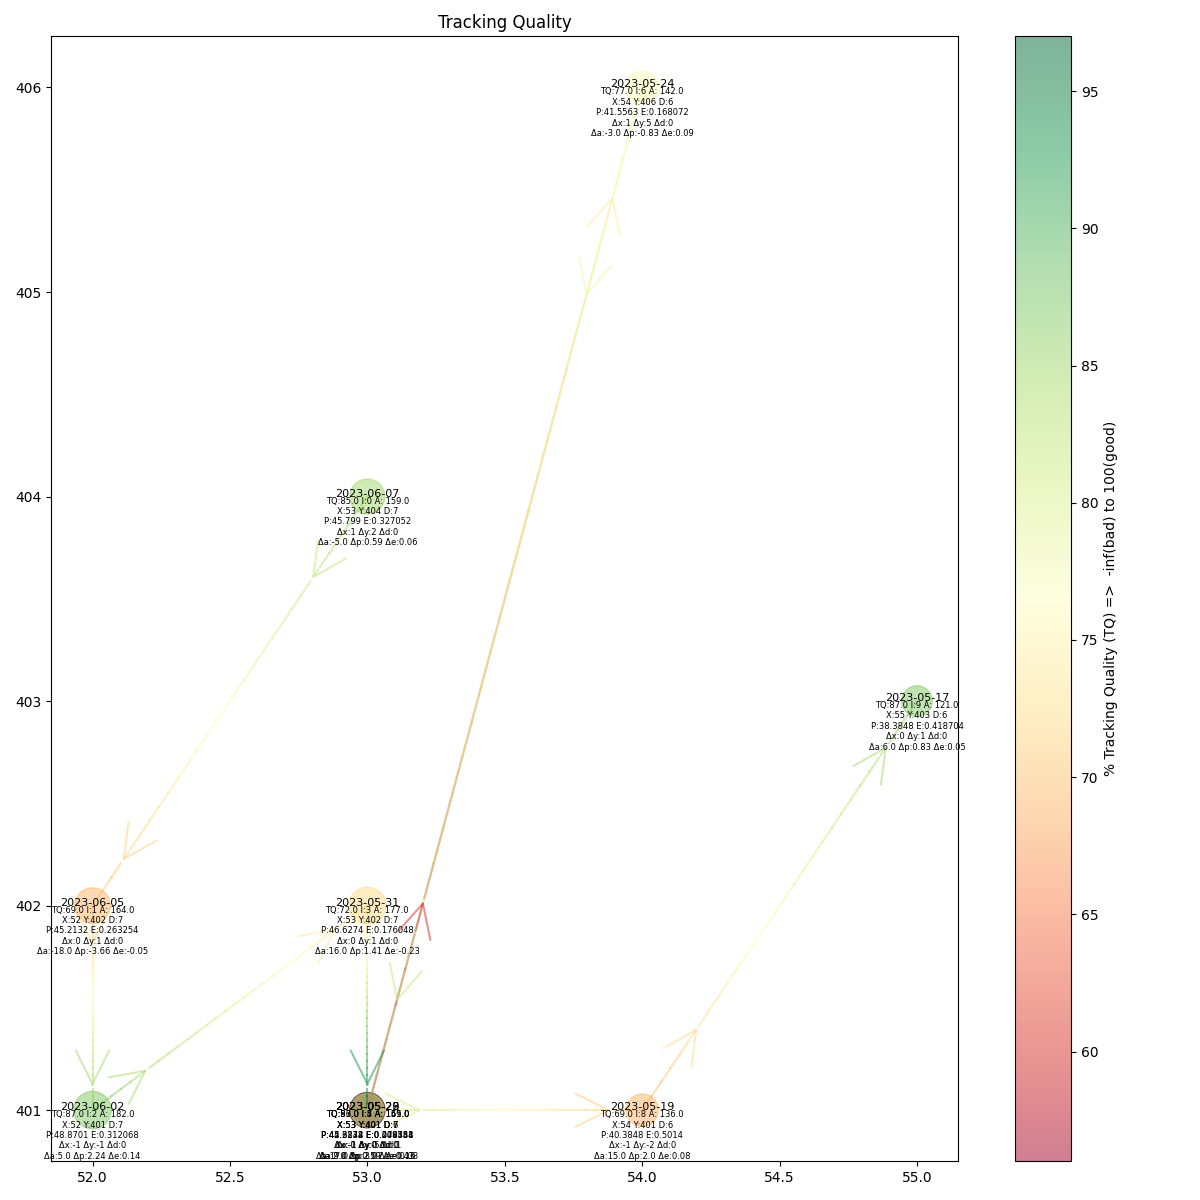 Tracking Quality
406
405
404
403
402
401
52.0
52.5
53.0
53.5
54.0
54.5
55.0
95
90
85
80
75
70
65
60
% Tracking Quality (TQ) => -inf(bad) to 100(good)
2023-05-24
TQ:77.0 I:6 A: 142.0
X:54 Y:406 D:6
P:41.5563 E:0.168072
Δx:1 Δy:5 Δd:0
Δa:-3.0 Δp:-0.83 Δe:0.09
2023-06-07
TQ:85.0 I:0 A: 159.0
X:53 Y:404 D:7
P:45.799 E:0.327052
Δx:1 Δy:2 Δd:0
Δa:-5.0 Δp:0.59 Δe:0.06
2023-05-17
TQ:87.0 I:9 A: 121.0
X:55 Y:403 D:6
P:38.3848 E:0.418704
Δx:0 Δy:1 Δd:0
Δa:6.0 Δp:0.83 Δe:0.05
2023-06-05
TQ:69.0 I:1 A: 164.0
X:52 Y:402 D:7
P:45.2132 E:0.263254
Δx:0 Δy:1 Δd:0
Δa:-18.0 Δp:-3.66 Δe:-0.05
2023-05-31
TQ:72.0 I:3 A: 177.0
X:53 Y:402 D:7
P:46.6274 E:0.176048
Δx:0 Δy:1 Δd:0
Δa:16.0 Δp:1.41 Δe:-0.23
2023-06-02
TQ:87.0 I:2 A: 182.0
X:52 Y:401 D:7
P:48.8701 E:0.312068
Δx:-1 Δy:-1 Δd:0
Δa:5.0 Δp:2.24 Δe:0.14
2023-05-19
TQ:69.0 I:8 A: 136.0
X:54 Y:401 D:6
P:40.3848 E:0.5014
Δx:-1 Δy:-2 Δd:0
Δa:15.0 Δp:2.0 Δe:0.08